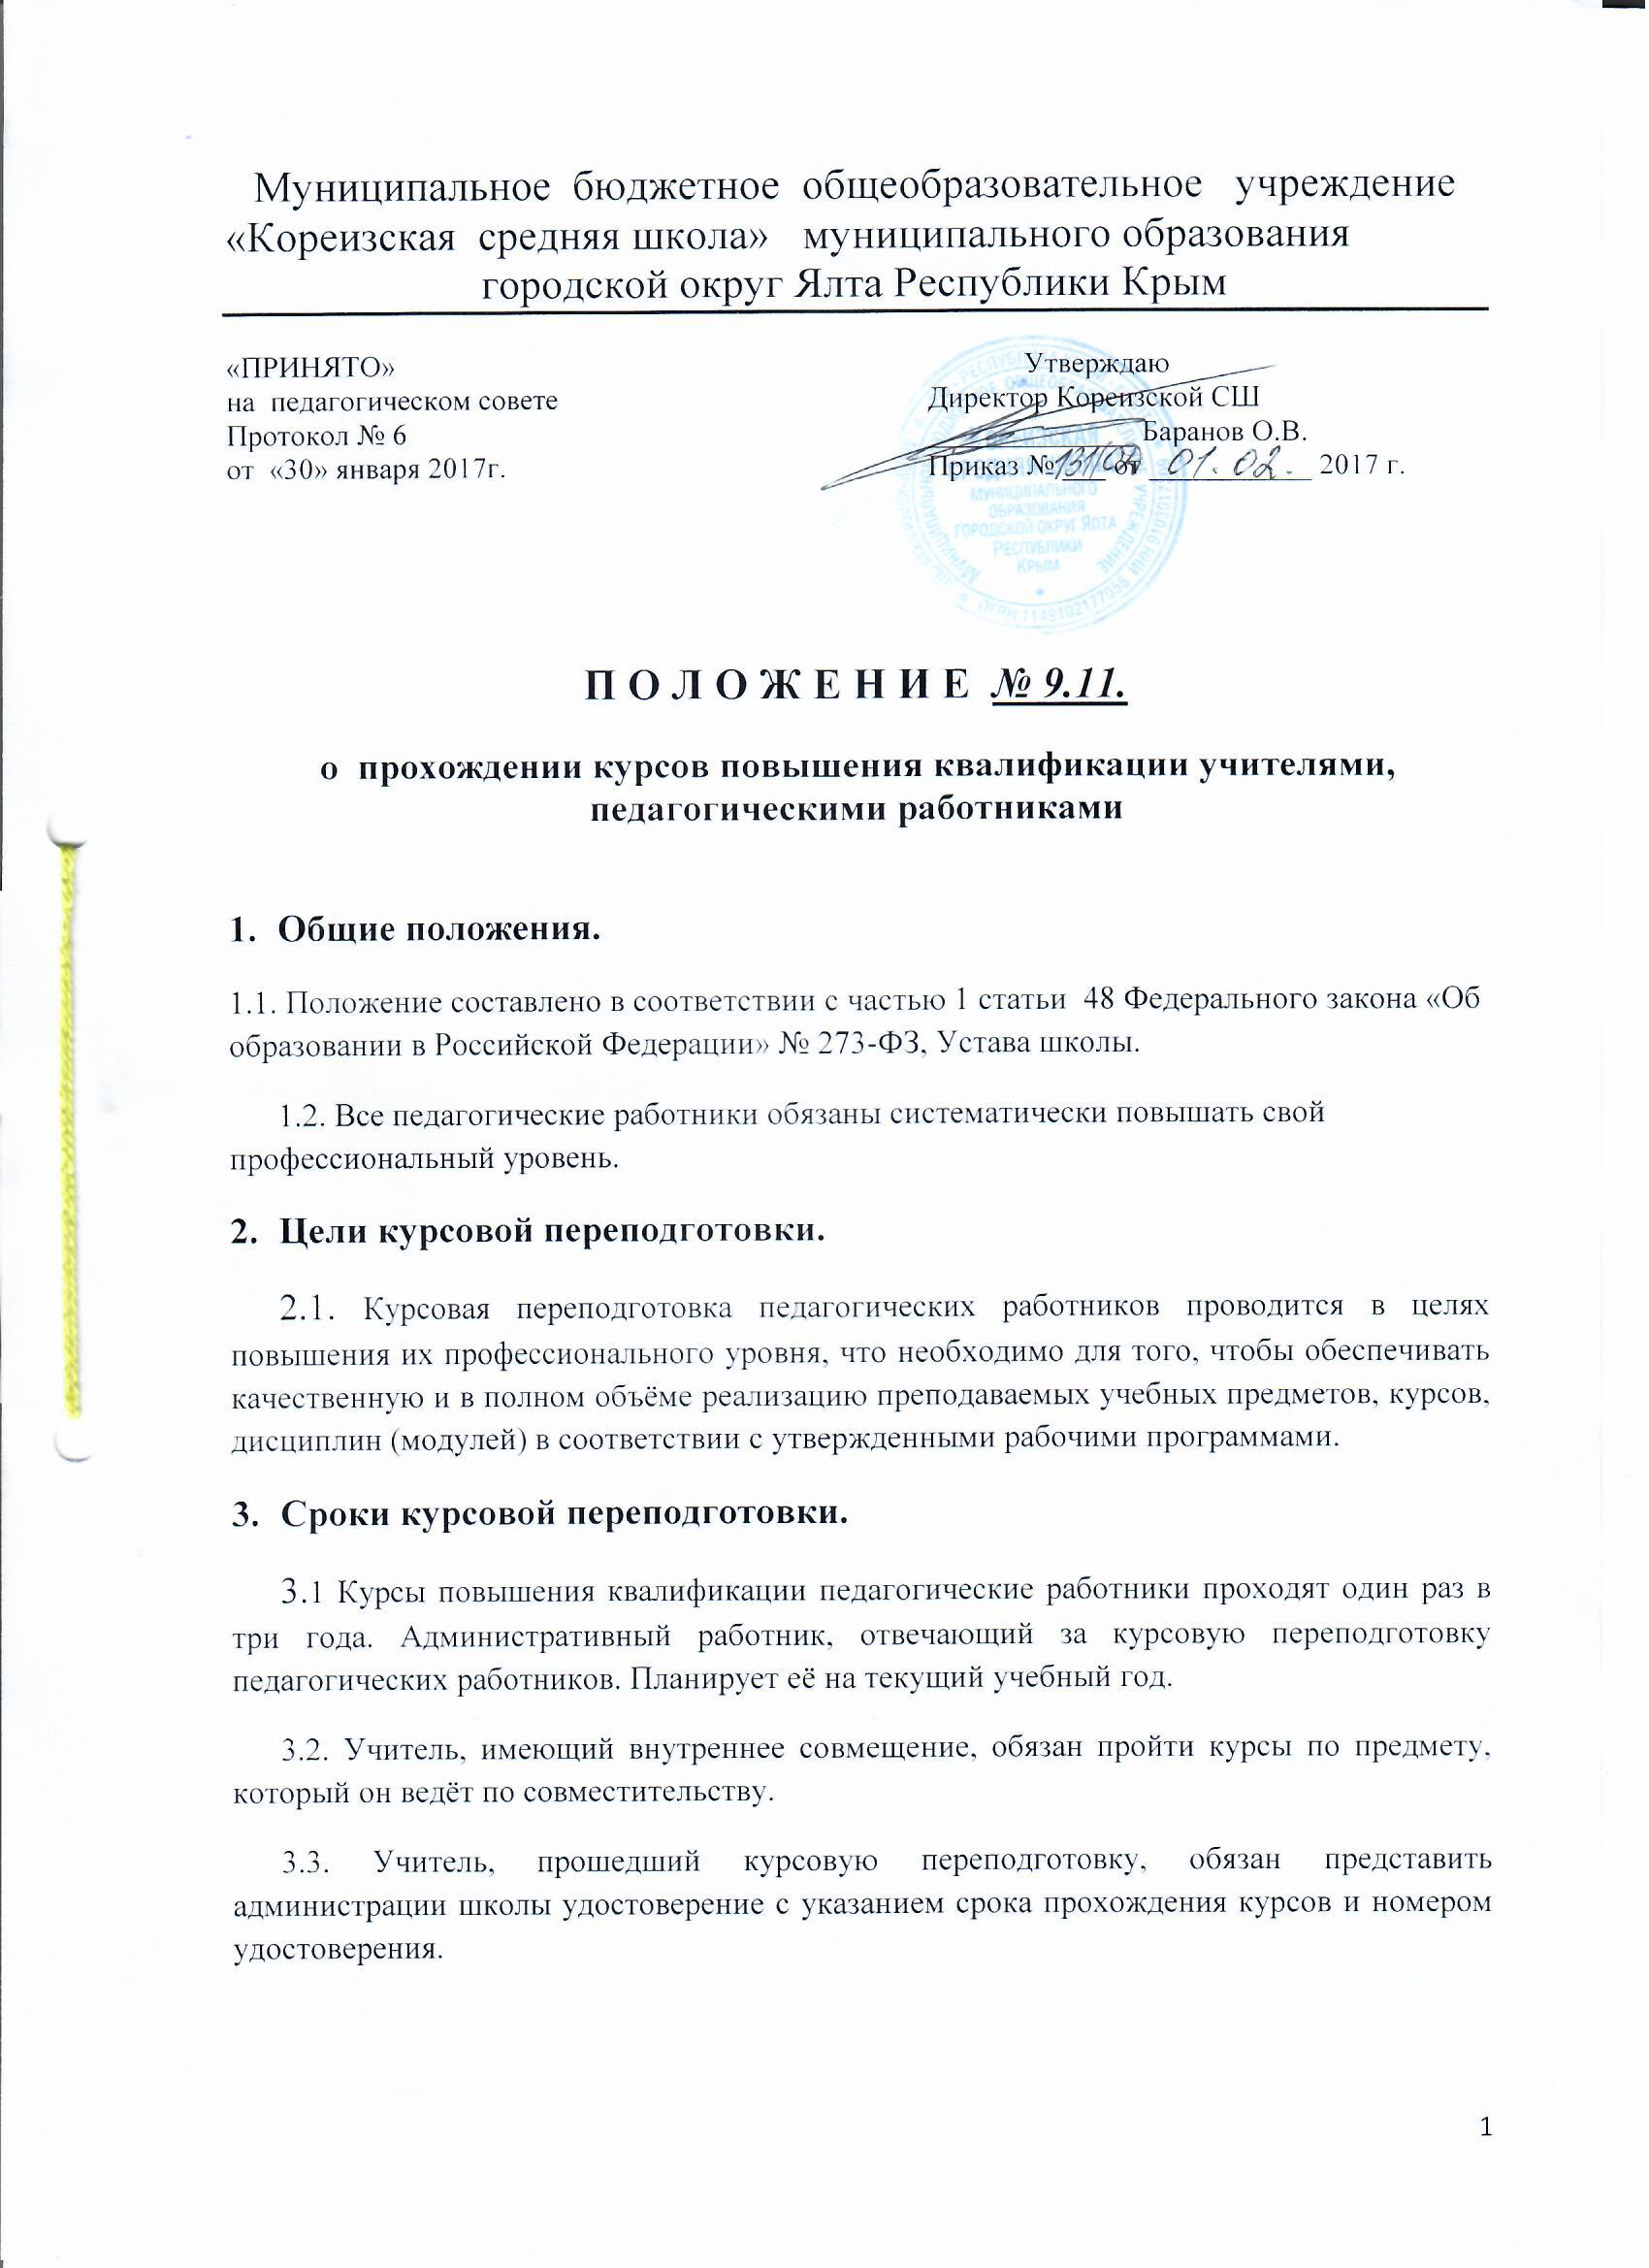 Муниципальное бюджетное общеобразовательное учреждение
«Кореизская средняя школа» муниципального образования
городской округ Ялта Республики Крым
«ПРИНЯТО»
на педагогическом совете
Протокол № 6
от «30» января 2017г.
Утверждаю
Директор Кореизской СШ
Баранов О.В.
Приказ № от 01.02. 2017 г.
МУНИЦИПАЛЬНОГО
ОБРАЗОВАНИЯ
ГОРОДСКОЙ ОКРУГ ЯЛТА
РЕСПУБЛИКИ
КРЫМ
ОГРН 1149102177058
П О Л О Ж Е Н И Е № 9.11.
о прохождении курсов повышения квалификации учителями,
педагогическими работниками
1. Общие положения.
1.1. Положение составлено в соответствии с частью 1 статьи 48 Федерального закона «Об
образовании в Российской Федерации» № 273-ФЗ, Устава школы.
1.2. Все педагогические работники обязаны систематически повышать свой
профессиональный уровень.
2. Цели курсовой переподготовки.
2.1. Курсовая переподготовка педагогических работников проводится в целях
повышения их профессионального уровня, что необходимо для того, чтобы обеспечивать
качественную и в полном объёме реализацию преподаваемых учебных предметов, курсов,
дисциплин (модулей) в соответствии с утвержденными рабочими программами.
3. Сроки курсовой переподготовки.
3.1 Курсы повышения квалификации педагогические работники проходят один раз в
три года. Административный работник, отвечающий за курсовую переподготовку
педагогических работников. Планирует её на текущий учебный год.
3.2. Учитель, имеющий внутреннее совмещение, обязан пройти курсы по предмету,
который он ведёт по совместительству.
3.3. Учитель, прошедший курсовую переподготовку, обязан представить
администрации школы удостоверение с указанием срока прохождения курсов и номером
удостоверения.
1